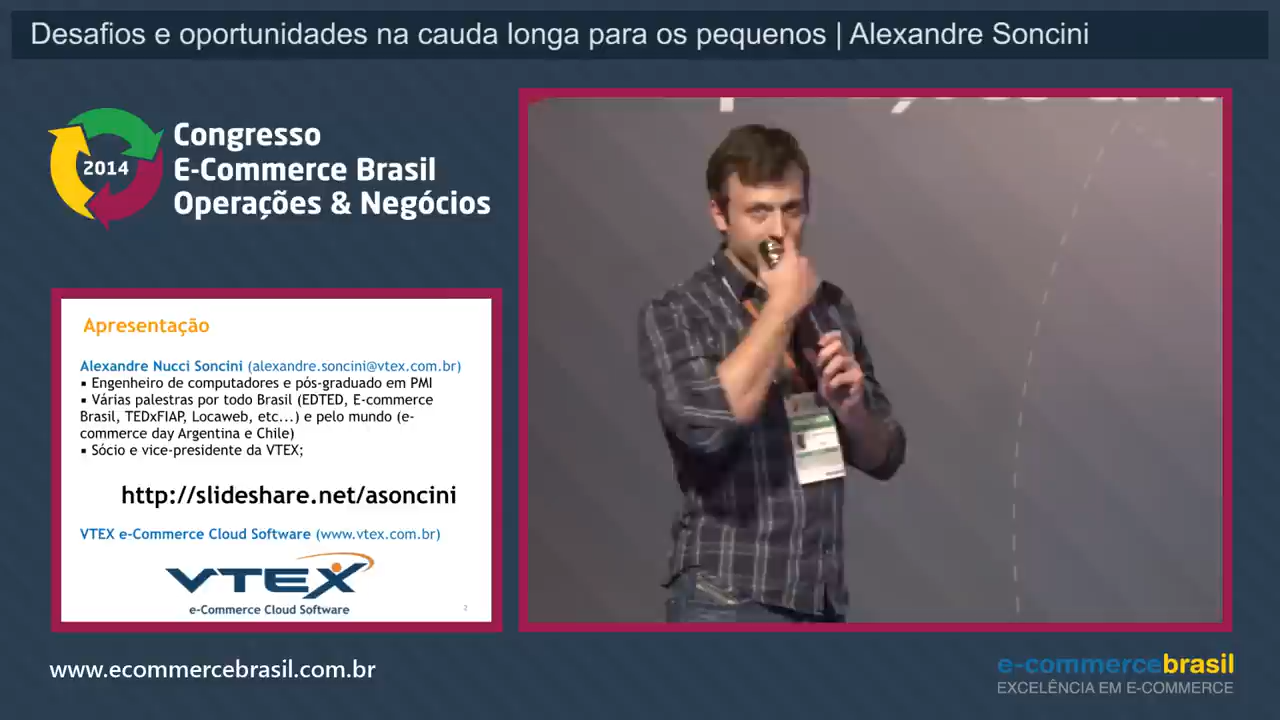 Desafios e oportunidades na cauda longa para os pequenos | Alexandre Soncini
2014
Congresso
E-Commerce Brasil
Operações & Negócios
Apresentação
Alexandre Nucci Soncini (alexandre.soncini@vtex.com.br)
▪ Engenheiro de computadores e pós-graduado em PMI
▪ Várias palestras por todo Brasil (EDTED, E-commerce
Brasil, TEDxFIAP, Locaweb, etc...) e pelo mundo (e-
commerce day Argentina e Chile)
▪ Sócio e vice-presidente da VTEX;
http://slideshare.net/asoncini
VTEX e-Commerce Cloud Software (www.vtex.com.br)
VTEX
e-Commerce Cloud Software
2
www.ecommercebrasil.com.br
e-commercebrasil
EXCELÊNCIA EM E-COMMERCE